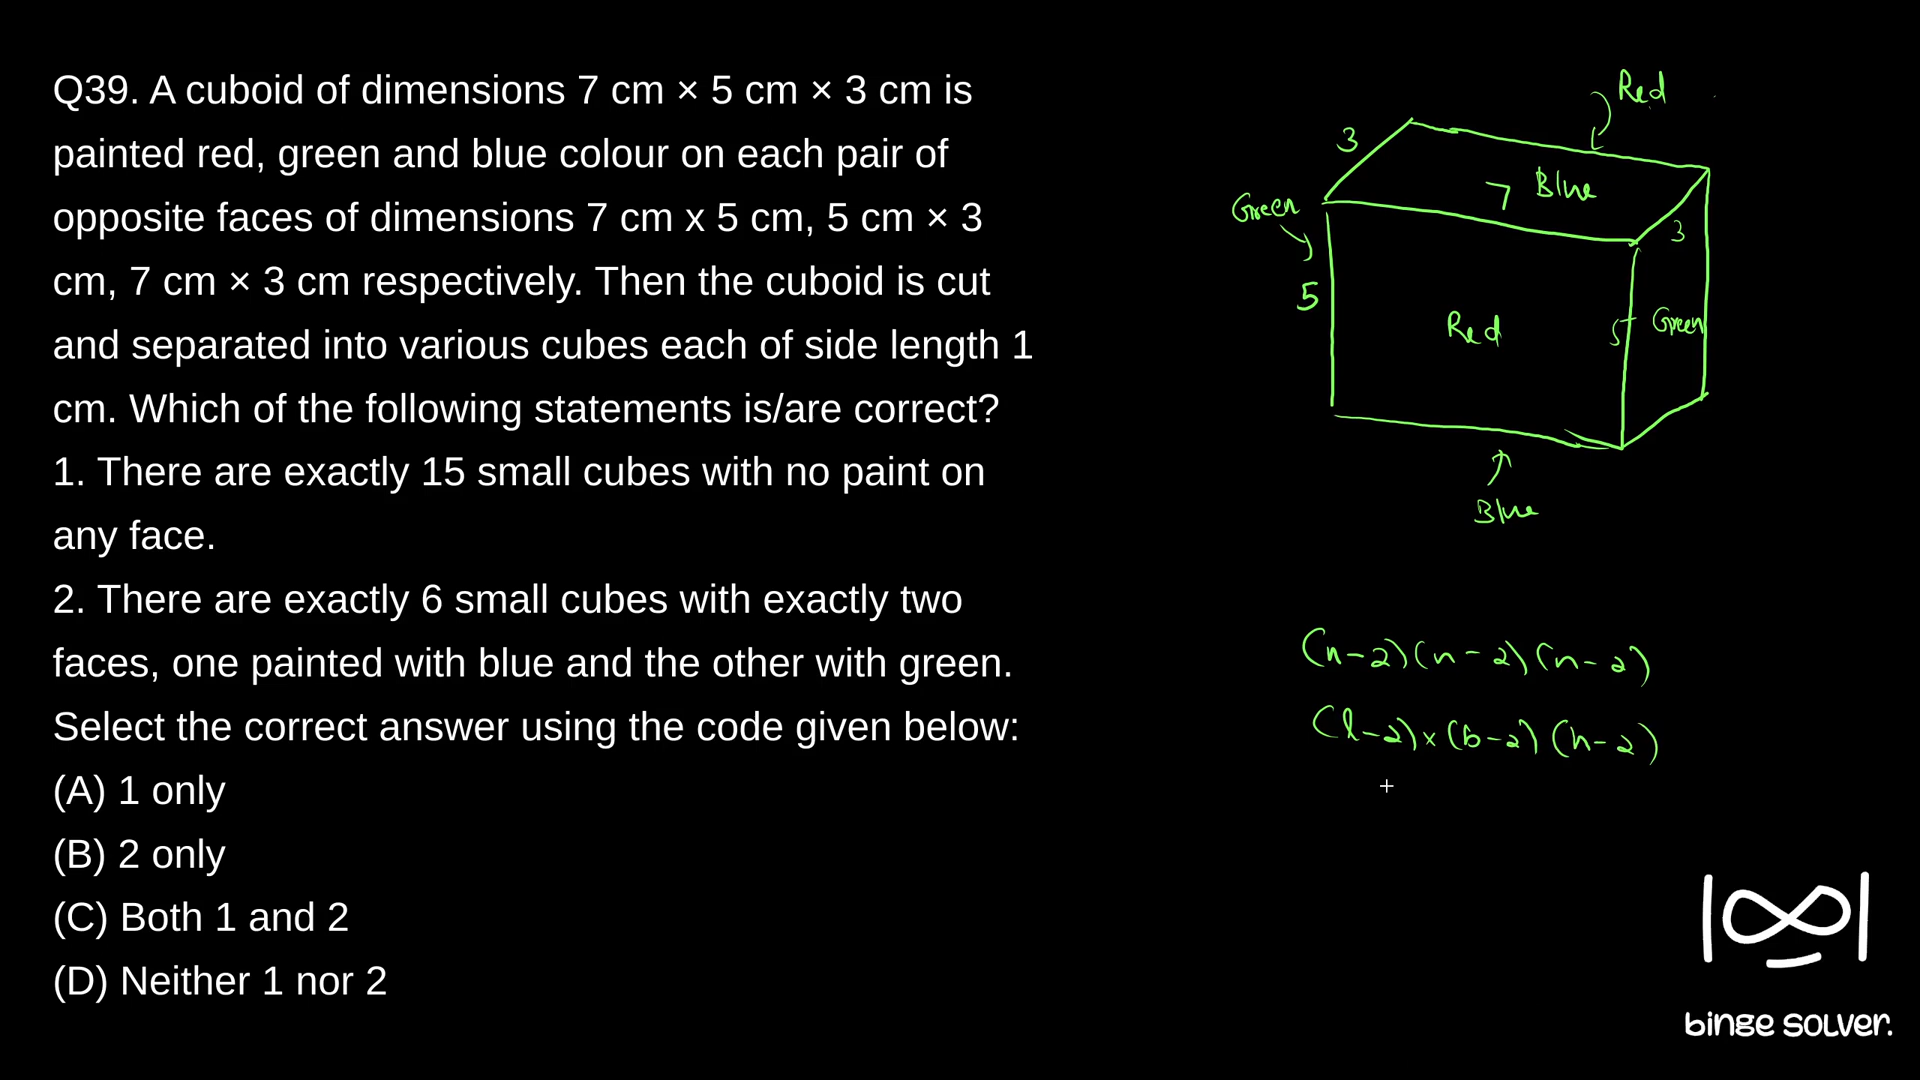 Q39. A cuboid of dimensions 7 cm × 5 cm × 3 cm is
painted red, green and blue colour on each pair of
opposite faces of dimensions 7 cm x 5 cm, 5 cm × 3
cm, 7 cm × 3 cm respectively. Then the cuboid is cut
and separated into various cubes each of side length 1
cm. Which of the following statements is/are correct?
1. There are exactly 15 small cubes with no paint on
any face.
2. There are exactly 6 small cubes with exactly two
faces, one painted with blue and the other with green.
Select the correct answer using the code given below:
(A) 1 only
(B) 2 only
(C) Both 1 and 2
(D) Neither 1 nor 2
Red
3
7 Blue
Green
3
5
Red
5
Green
Blue
(n-2)(n-2)(n-2)
(l-2)×(b-2)(h-2)
binge solver.